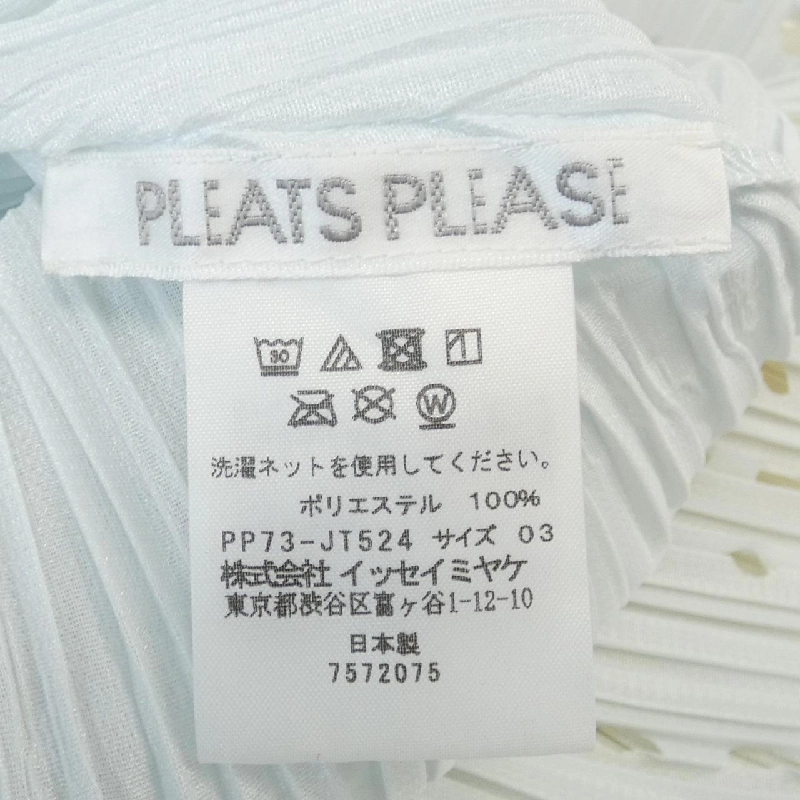 PLEATS PLEASE
30
W
洗濯ネットを使用してください。
ポリエステル 100%
PP73-JT524 サイズ 03
株式会社 イッセイミヤケ
東京都渋谷区富ヶ谷1-12-10
日本製
7572075